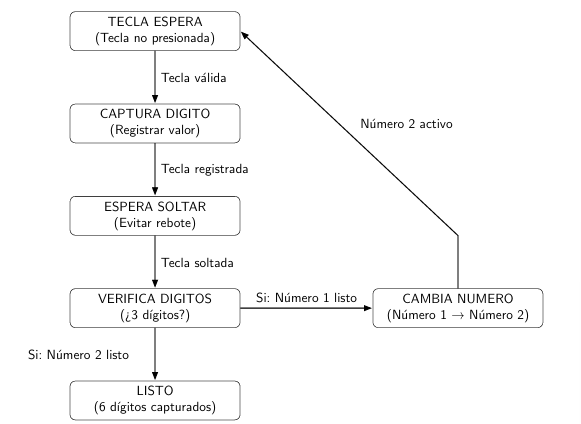 TECLA ESPERA
(Tecla no presionada)
Tecla válida
CAPTURA DIGITO
(Registrar valor)
Número 2 activo
Tecla registrada
ESPERA SOLTAR
(Evitar rebote)
Tecla soltada
VERIFICA DIGITOS
(¿3 dígitos?)
Si: Número 1 listo
CAMBIA NUMERO
(Número 1 → Número 2)
Si: Número 2 listo
LISTO
(6 dígitos capturados)